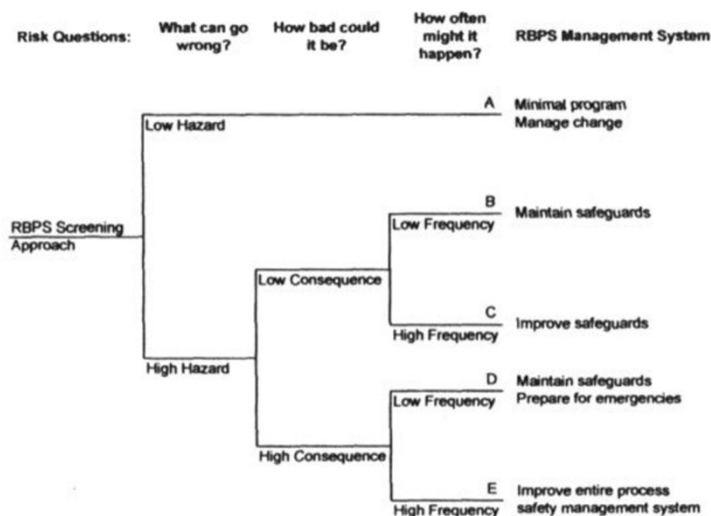 Risk Questions:
What can go
wrong?
How bad could
it be?
How often
might it
happen?
RBPS Management System
A
Minimal program
Manage change
Low Hazard
B
Maintain safeguards
Low Frequency
RBPS Screening
Approach
Low Consequence
C
Improve safeguards
High Frequency
High Hazard
D
Maintain safeguards
Prepare for emergencies
Low Frequency
High Consequence
E
Improve entire process
safety management system
High Frequency